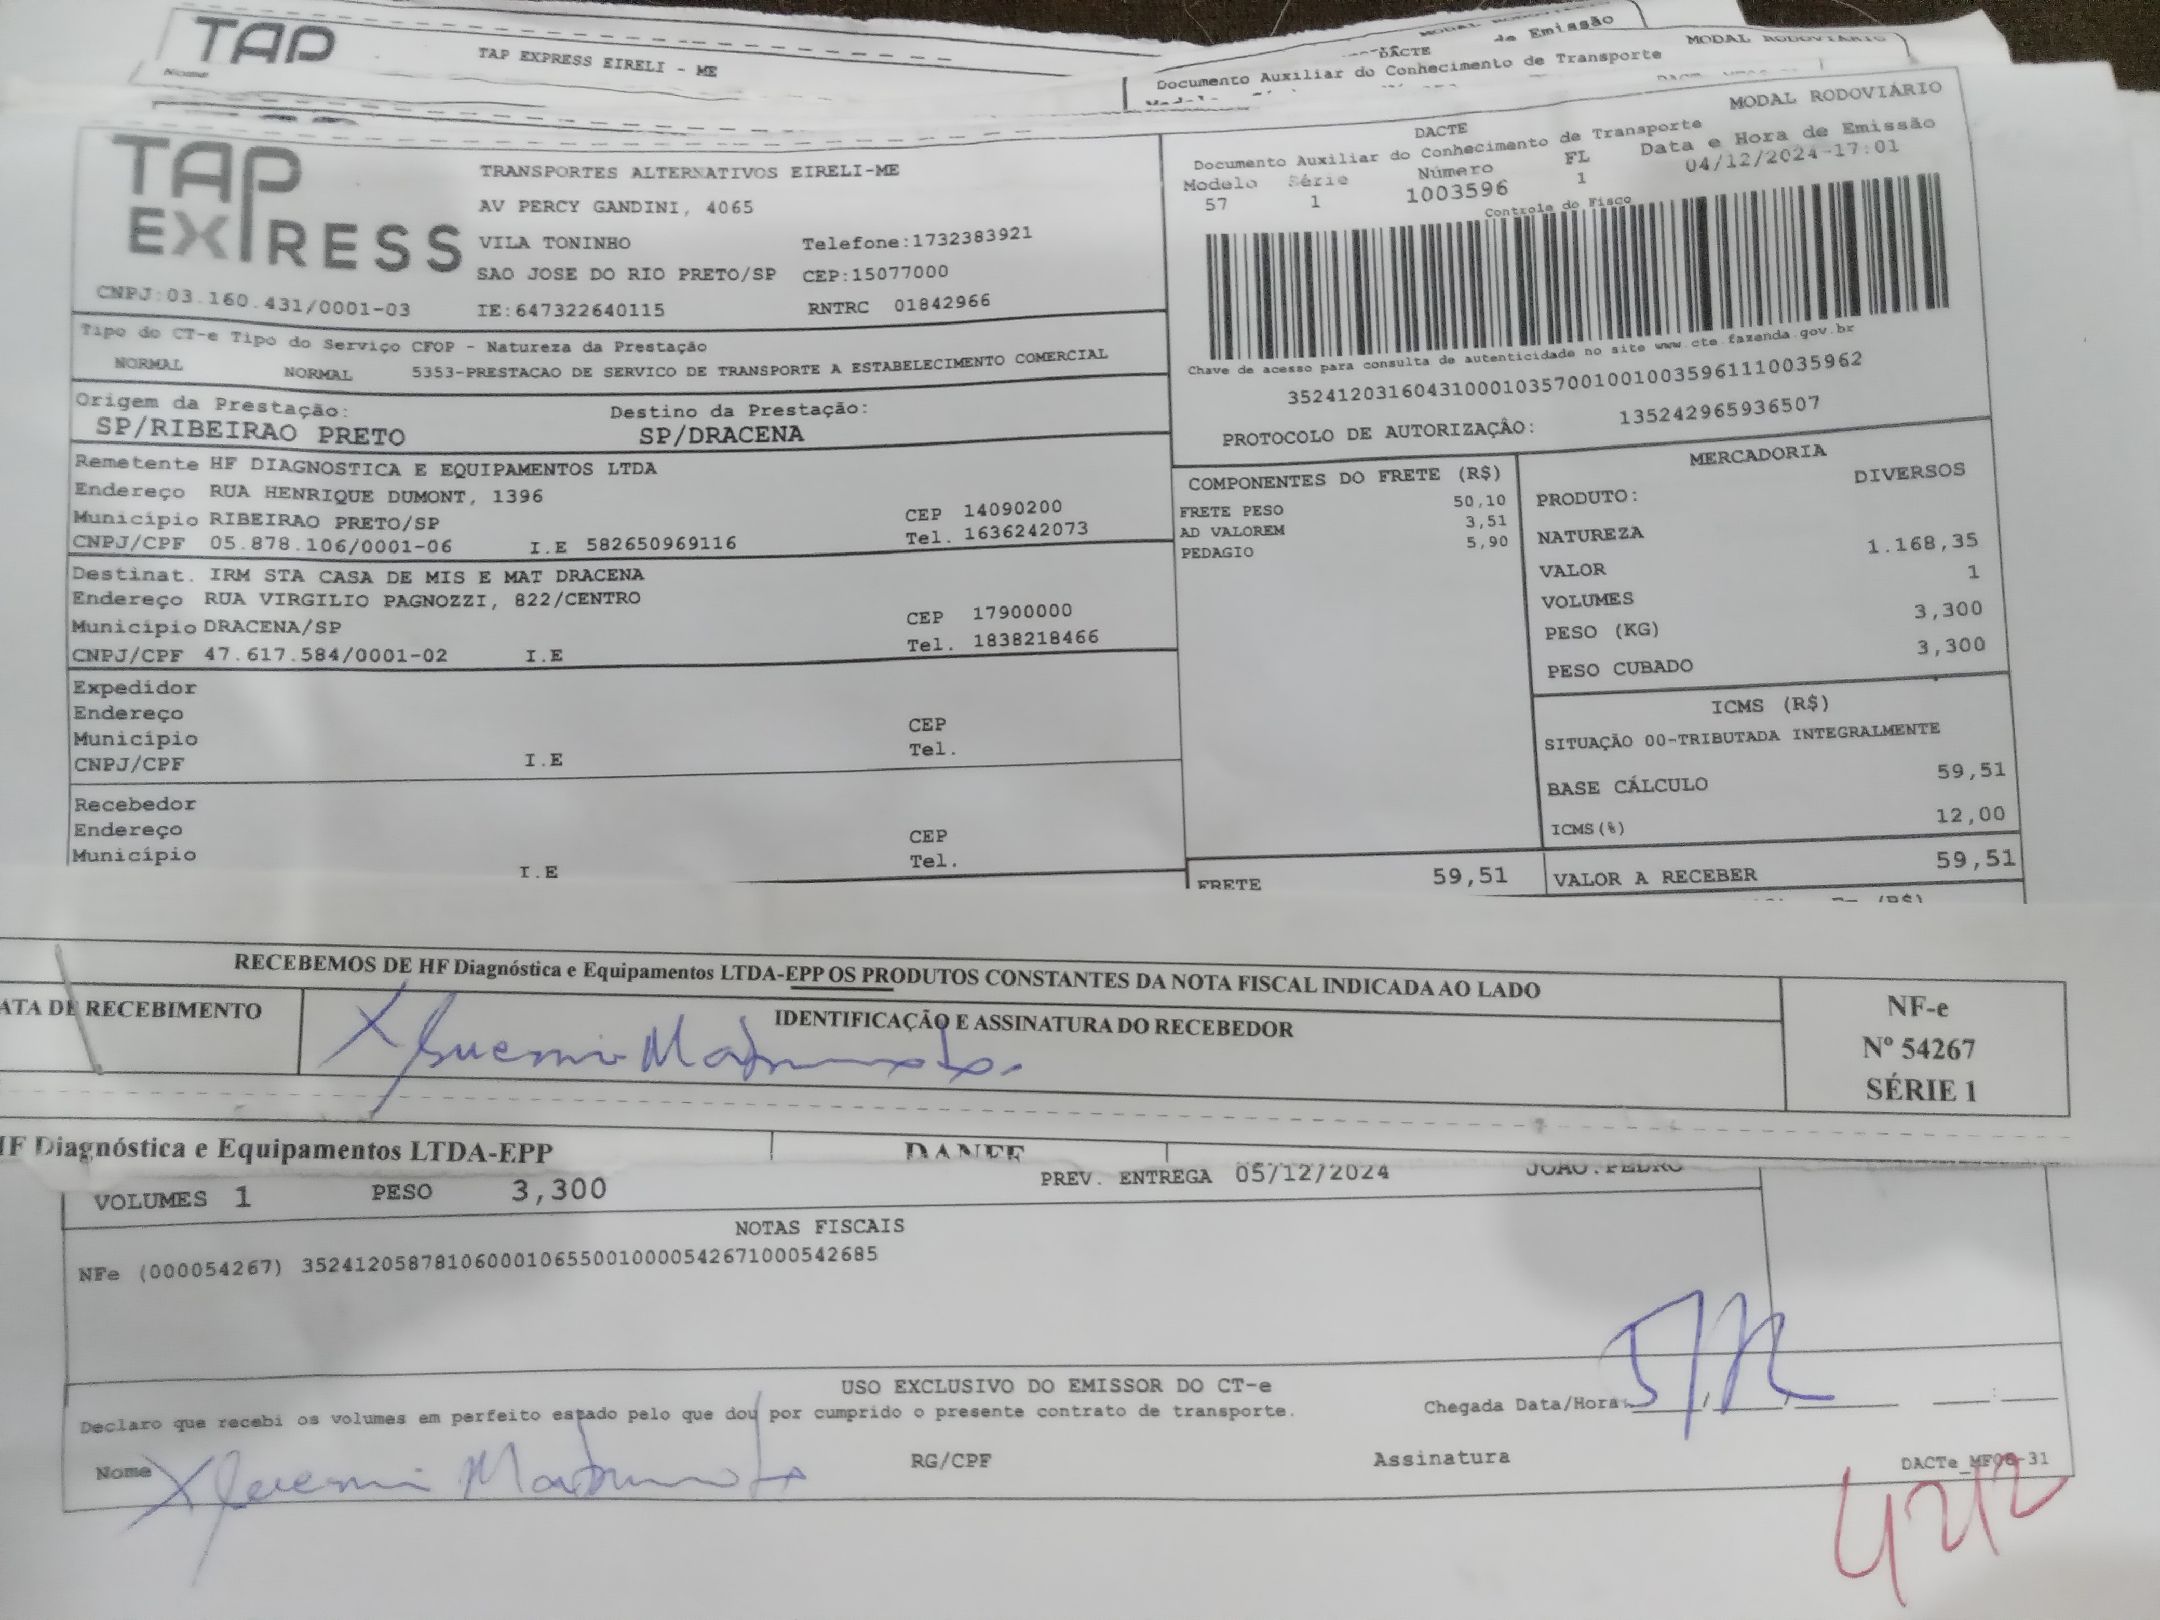 TAP
TAP EXPRESS EIRELI - ME
de Emissão
DACTE
MODAL RODOVIÁRIO
Documento Auxiliar do Conhecimento de Transporte
TAP EXPRESS
CNPJ:03.160.431/0001-03
TRANSPORTES ALTERNATIVOS EIRELI-ME
AV PERCY GANDINI, 4065
VILA TONINHO Telefone:1732383921
SAO JOSE DO RIO PRETO/SP CEP:15077000
IE:647322640115 RNTRC 01842966
DACTE MODAL RODOVIÁRIO
Documento Auxiliar do Conhecimento de Transporte
Modelo Série Número FL Data e Hora de Emissão
57 1 1003596 1 04/12/2024-17:01
Controle do Fisco
Chave de acesso para consulta de autenticidade no site www.cte.fazenda.gov.br
35241203160431000103570010010035961110035962
PROTOCOLO DE AUTORIZAÇÂO: 135242965936507
Tipo do CT-e Tipo do Serviço CFOP - Natureza da Prestação
NORMAL NORMAL 5353-PRESTACAO DE SERVICO DE TRANSPORTE A ESTABELECIMENTO COMERCIAL
Origem da Prestação: Destino da Prestação:
SP/RIBEIRAO PRETO SP/DRACENA
Remetente HF DIAGNOSTICA E EQUIPAMENTOS LTDA
Endereço RUA HENRIQUE DUMONT, 1396
Município RIBEIRAO PRETO/SP CEP 14090200
CNPJ/CPF 05.878.106/0001-06 I.E 582650969116 Tel. 1636242073
Destinat. IRM STA CASA DE MIS E MAT DRACENA
Endereço RUA VIRGILIO PAGNOZZI, 822/CENTRO
Município DRACENA/SP CEP 17900000
CNPJ/CPF 47.617.584/0001-02 I.E Tel. 1838218466
Expedidor
Endereço
Município CEP
CNPJ/CPF I.E Tel.
Recebedor
Endereço
Município CEP
I.E Tel.
COMPONENTES DO FRETE (R$)
FRETE PESO 50,10
AD VALOREM 3,51
PEDAGIO 5,90
FRETE 59,51
MERCADORIA
PRODUTO: DIVERSOS
NATUREZA
VALOR 1.168,35
VOLUMES 1
PESO (KG) 3,300
PESO CUBADO 3,300
ICMS (R$)
SITUAÇÃO 00-TRIBUTADA INTEGRALMENTE
BASE CÁLCULO 59,51
ICMS(%) 12,00
VALOR A RECEBER 59,51
RECEBEMOS DE HF Diagnóstica e Equipamentos LTDA-EPP OS PRODUTOS CONSTANTES DA NOTA FISCAL INDICADA AO LADO
ATA DE RECEBIMENTO IDENTIFICAÇÃO E ASSINATURA DO RECEBEDOR
NF-e
Nº 54267
SÉRIE 1
HF Diagnóstica e Equipamentos LTDA-EPP DANFE
VOLUMES 1 PESO 3,300 PREV. ENTREGA 05/12/2024 JOAO.PEDRO
NOTAS FISCAIS
NFe (000054267) 35241205878106000106550010000542671000542685
USO EXCLUSIVO DO EMISSOR DO CT-e
Declaro que recebi os volumes em perfeito estado pelo que dou por cumprido o presente contrato de transporte. Chegada Data/Hora: 5/12
Nome RG/CPF Assinatura DACTe_MF06-31